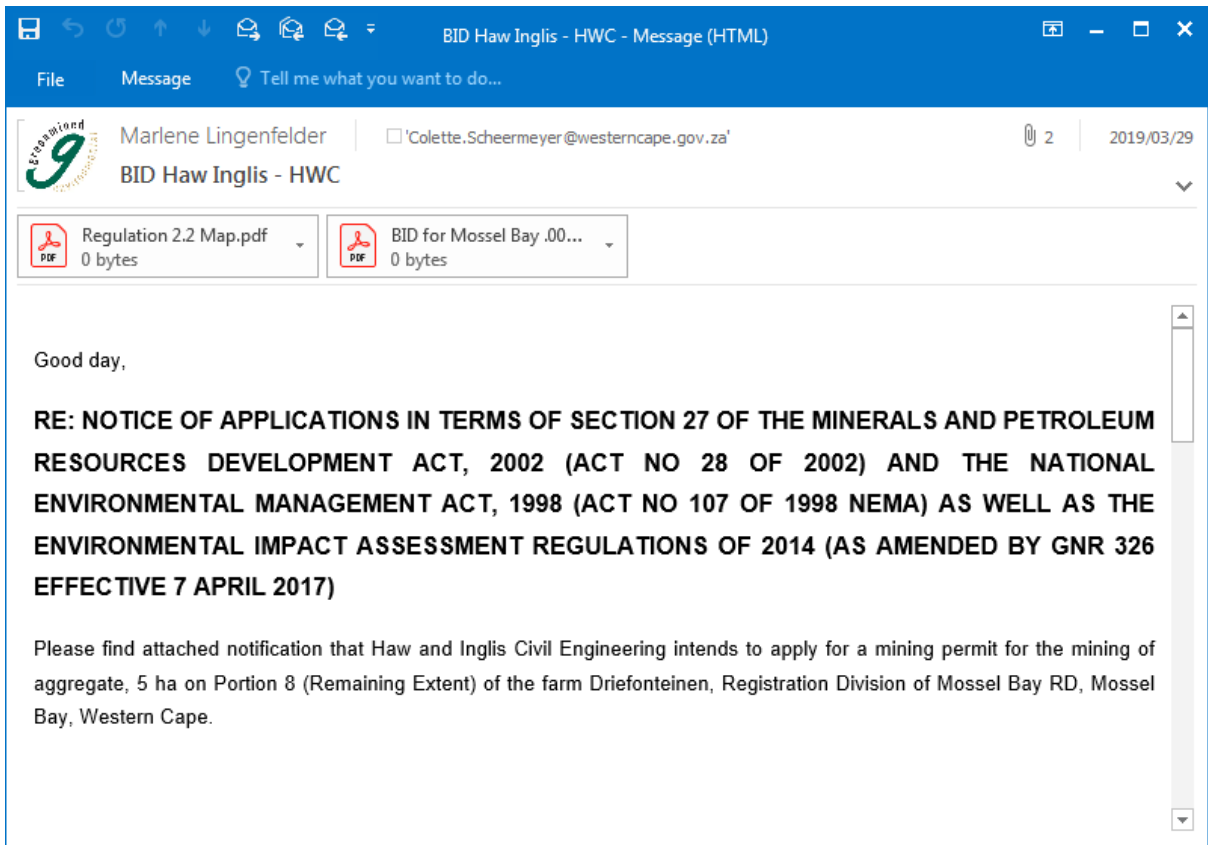 BID Haw Inglis - HWC - Message (HTML)
File Message Tell me what you want to do...
Marlene Lingenfelder 'Colette.Scheermeyer@westerncape.gov.za' 2 2019/03/29
BID Haw Inglis - HWC
Regulation 2.2 Map.pdf
0 bytes
BID for Mossel Bay .00...
0 bytes
PDF
PDF
Good day,
RE: NOTICE OF APPLICATIONS IN TERMS OF SECTION 27 OF THE MINERALS AND PETROLEUM
RESOURCES DEVELOPMENT ACT, 2002 (ACT NO 28 OF 2002) AND THE NATIONAL
ENVIRONMENTAL MANAGEMENT ACT, 1998 (ACT NO 107 OF 1998 NEMA) AS WELL AS THE
ENVIRONMENTAL IMPACT ASSESSMENT REGULATIONS OF 2014 (AS AMENDED BY GNR 326
EFFECTIVE 7 APRIL 2017)
Please find attached notification that Haw and Inglis Civil Engineering intends to apply for a mining permit for the mining of
aggregate, 5 ha on Portion 8 (Remaining Extent) of the farm Driefonteinen, Registration Division of Mossel Bay RD, Mossel
Bay, Western Cape.